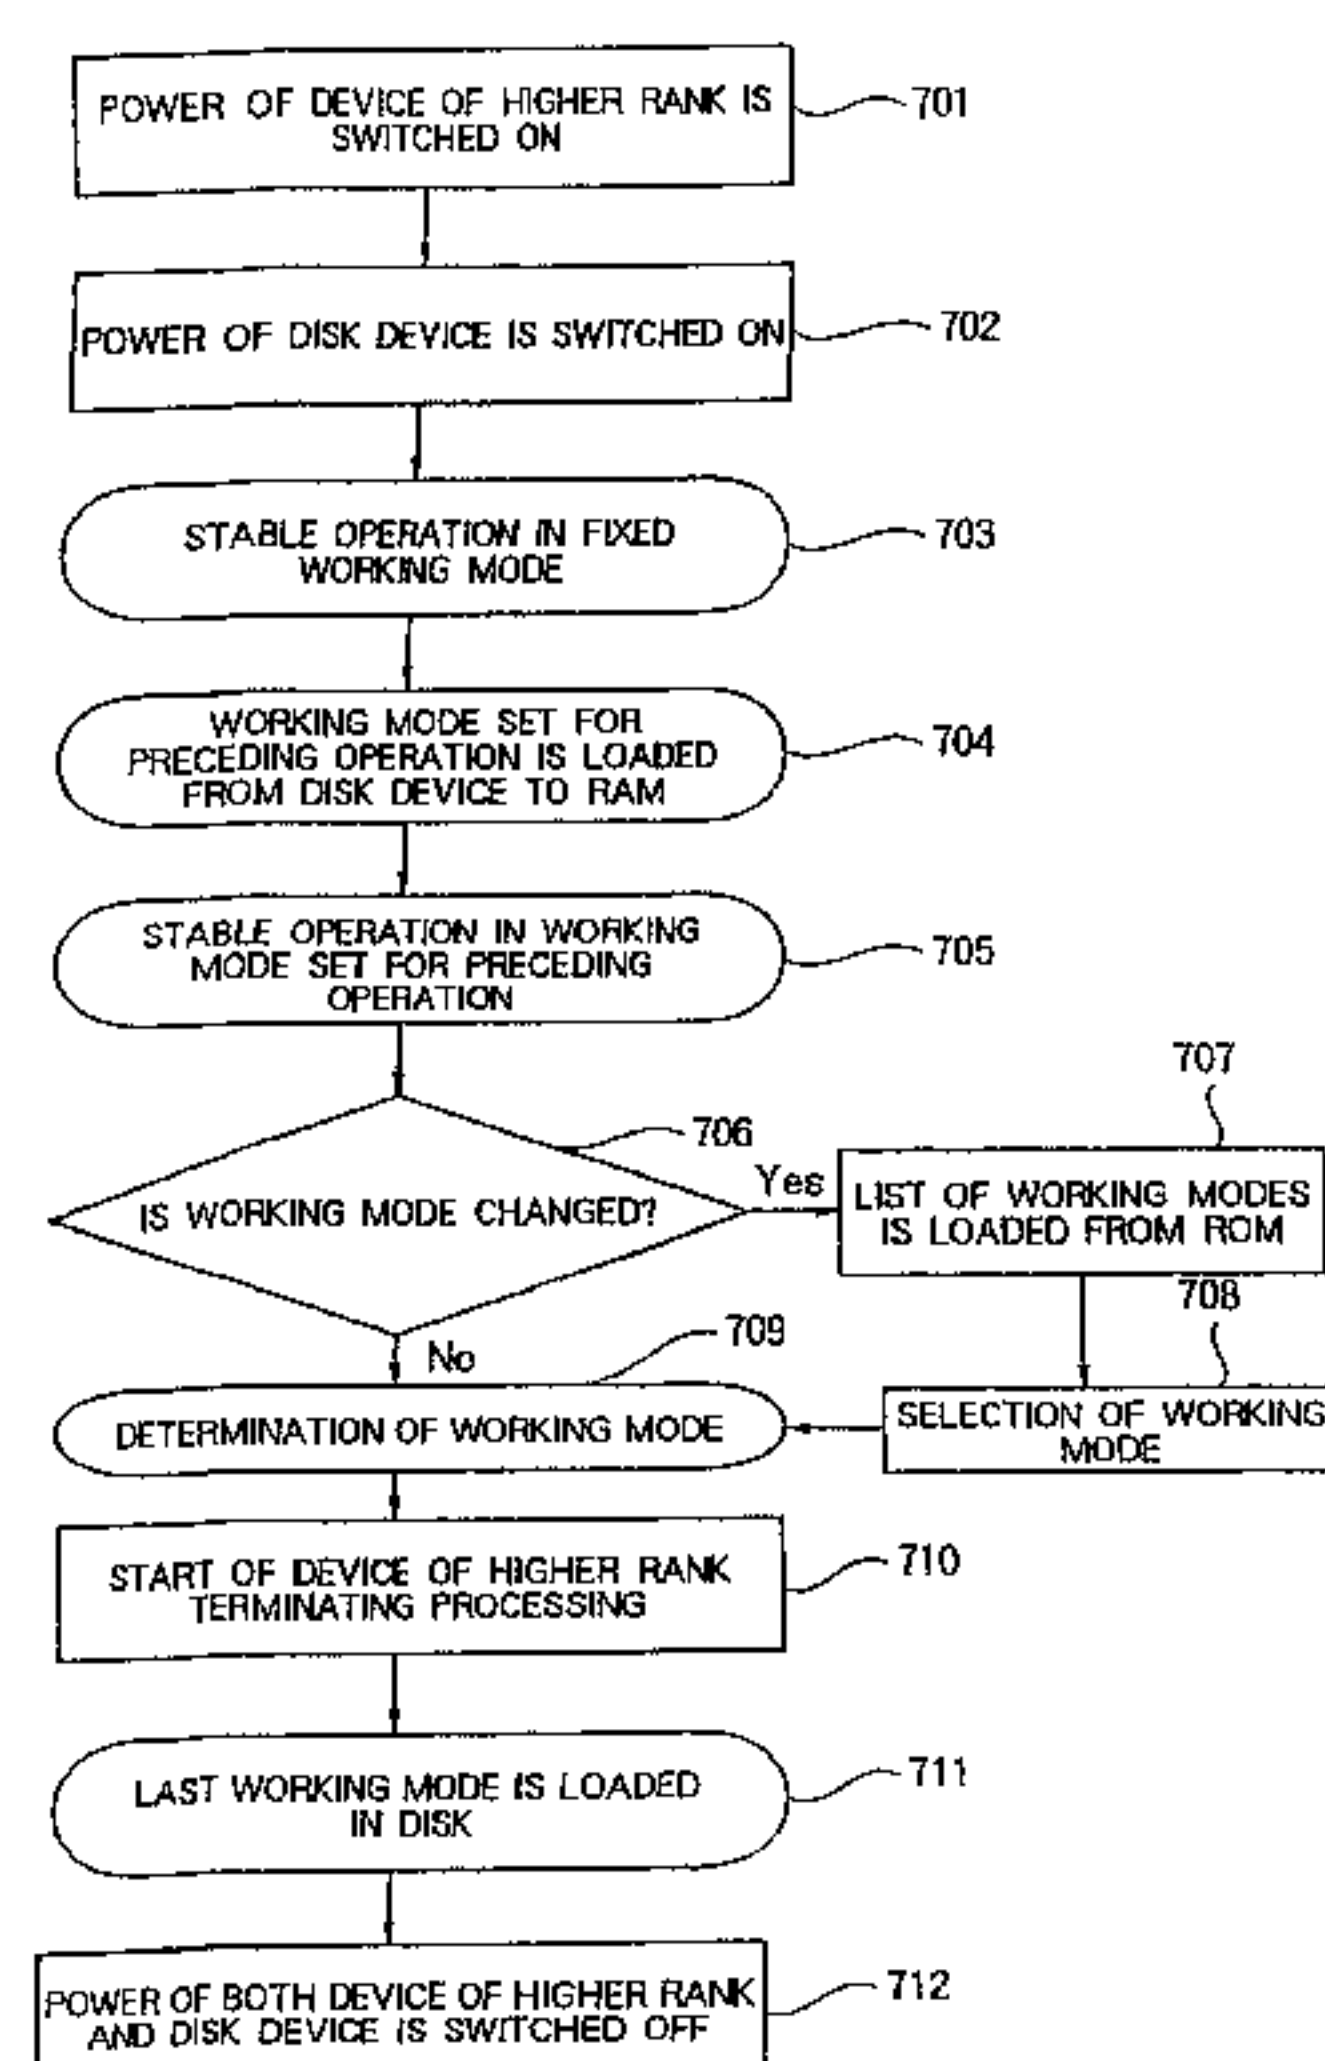 POWER OF DEVICE OF HIGHER RANK IS
SWITCHED ON
701
POWER OF DISK DEVICE IS SWITCHED ON
702
STABLE OPERATION IN FIXED
WORKING MODE
703
WORKING MODE SET FOR
PRECEDING OPERATION IS LOADED
FROM DISK DEVICE TO RAM
704
STABLE OPERATION IN WORKING
MODE SET FOR PRECEDING
OPERATION
705
IS WORKING MODE CHANGED?
706
Yes
707
LIST OF WORKING MODES
IS LOADED FROM ROM
708
SELECTION OF WORKING
MODE
No
709
DETERMINATION OF WORKING MODE
START OF DEVICE OF HIGHER RANK
TERMINATING PROCESSING
710
LAST WORKING MODE IS LOADED
IN DISK
711
POWER OF BOTH DEVICE OF HIGHER RANK
AND DISK DEVICE IS SWITCHED OFF
712